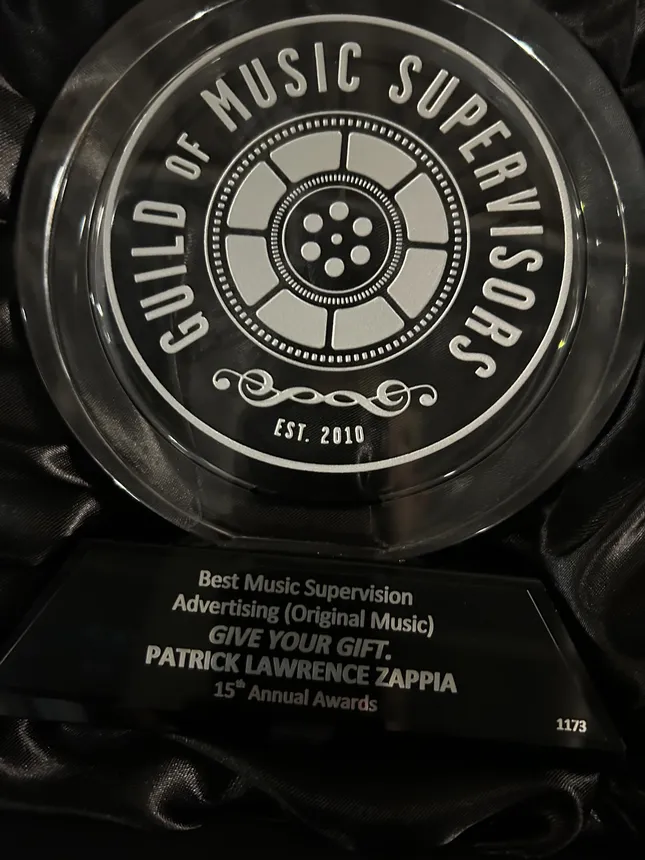 GUILD OF MUSIC SUPERVISORS
EST. 2010
Best Music Supervision
Advertising (Original Music)
GIVE YOUR GIFT.
PATRICK LAWRENCE ZAPPIA
15th Annual Awards
1173